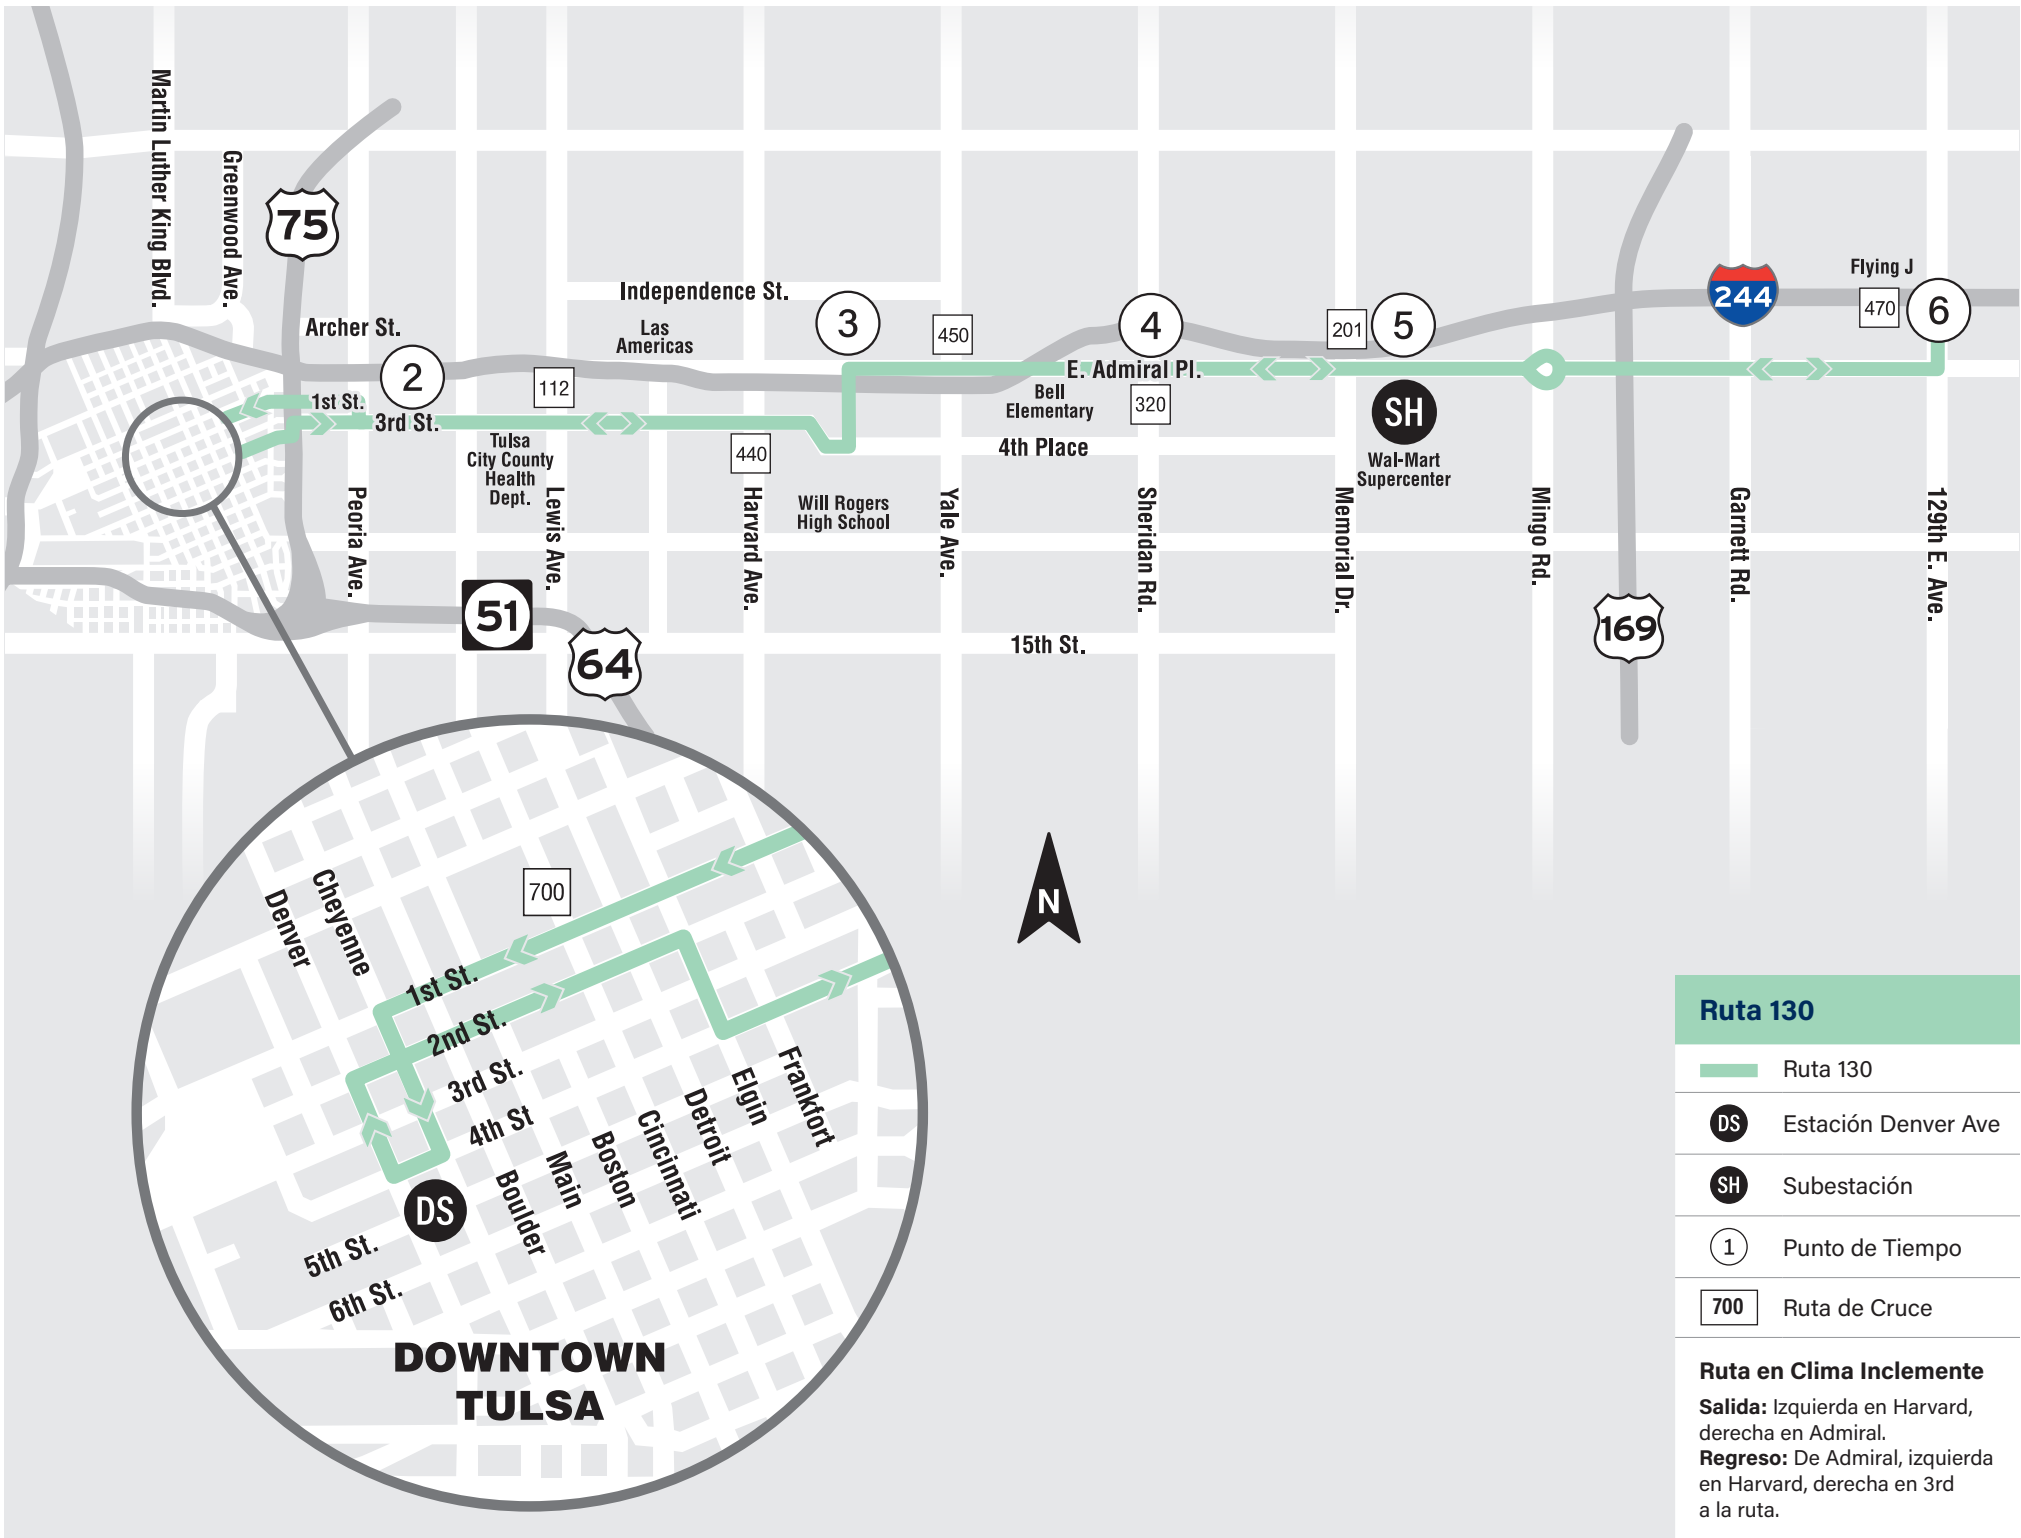 Martin Luther King Blvd.
Greenwood Ave.
75
Flying J
244
470
6
Independence St.
Archer St.
Las
Americas
3
450
4
201
5
2
112
E. Admiral Pl.
1st St.
3rd St.
Bell
Elementary
320
SH
Tulsa
City County
Health
Dept.
440
4th Place
Wal-Mart
Supercenter
Will Rogers
High School
Peoria Ave.
Lewis Ave.
Harvard Ave.
Yale Ave.
Sheridan Rd.
Memorial Dr.
Mingo Rd.
Garnett Rd.
129th E. Ave.
51
64
15th St.
169
N
700
Denver
Cheyenne
1st St.
2nd St.
3rd St.
4th St
5th St.
6th St.
Boulder
Main
Boston
Cincinnati
Detroit
Elgin
Frankfort
DS
DOWNTOWN
TULSA
Ruta 130
Ruta 130
DS Estación Denver Ave
SH Subestación
1 Punto de Tiempo
700 Ruta de Cruce
Ruta en Clima Inclemente
Salida: Izquierda en Harvard,
derecha en Admiral.
Regreso: De Admiral, izquierda
en Harvard, derecha en 3rd
a la ruta.